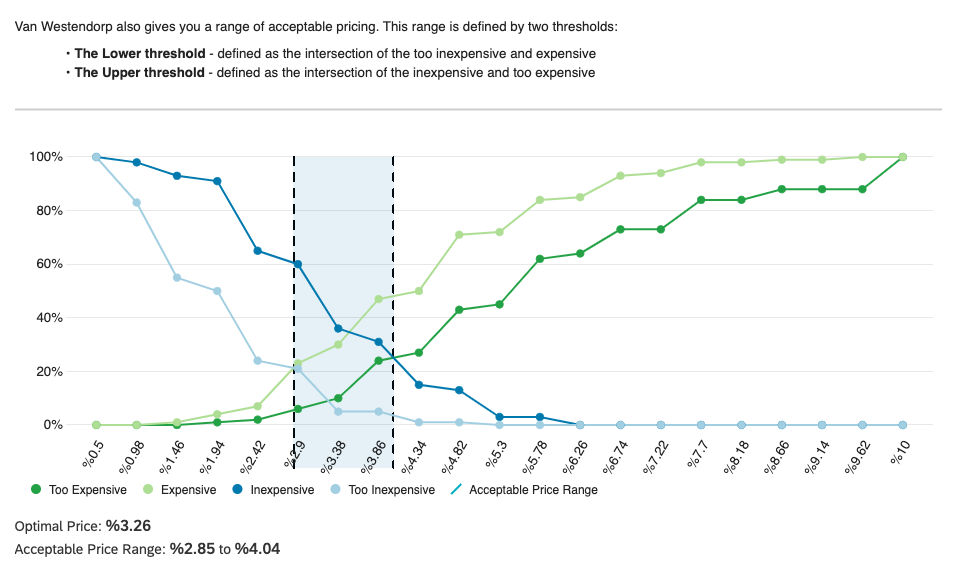 Van Westendorp also gives you a range of acceptable pricing. This range is defined by two thresholds:
• The Lower threshold - defined as the intersection of the too inexpensive and expensive
• The Upper threshold - defined as the intersection of the inexpensive and too expensive
100%
80%
60%
40%
20%
0%
%0.5 %0.98 %1.46 %1.94 %2.42 %2.9 %3.38 %3.86 %4.34 %4.82 %5.3 %5.78 %6.26 %6.74 %7.22 %7.7 %8.18 %8.66 %9.14 %9.62 %10
Too Expensive Expensive Inexpensive Too Inexpensive Acceptable Price Range
Optimal Price: %3.26
Acceptable Price Range: %2.85 to %4.04